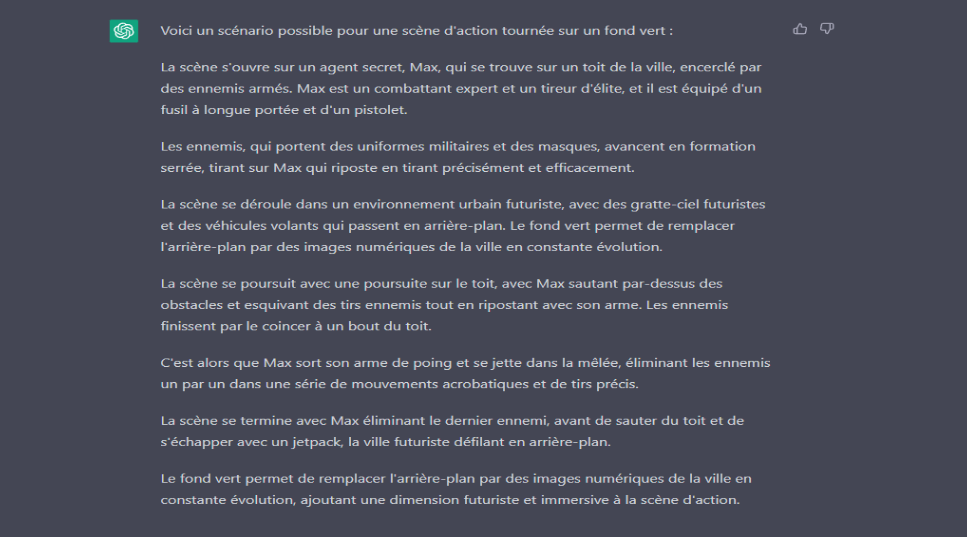 Voici un scénario possible pour une scène d'action tournée sur un fond vert :
La scène s'ouvre sur un agent secret, Max, qui se trouve sur un toit de la ville, encerclé par
des ennemis armés. Max est un combattant expert et un tireur d'élite, et il est équipé d'un
fusil à longue portée et d'un pistolet.
Les ennemis, qui portent des uniformes militaires et des masques, avancent en formation
serrée, tirant sur Max qui riposte en tirant précisément et efficacement.
La scène se déroule dans un environnement urbain futuriste, avec des gratte-ciel futuristes
et des véhicules volants qui passent en arrière-plan. Le fond vert permet de remplacer
l'arrière-plan par des images numériques de la ville en constante évolution.
La scène se poursuit avec une poursuite sur le toit, avec Max sautant par-dessus des
obstacles et esquivant des tirs ennemis tout en ripostant avec son arme. Les ennemis
finissent par le coincer à un bout du toit.
C'est alors que Max sort son arme de poing et se jette dans la mêlée, éliminant les ennemis
un par un dans une série de mouvements acrobatiques et de tirs précis.
La scène se termine avec Max éliminant le dernier ennemi, avant de sauter du toit et de
s'échapper avec un jetpack, la ville futuriste défilant en arrière-plan.
Le fond vert permet de remplacer l'arrière-plan par des images numériques de la ville en
constante évolution, ajoutant une dimension futuriste et immersive à la scène d'action.